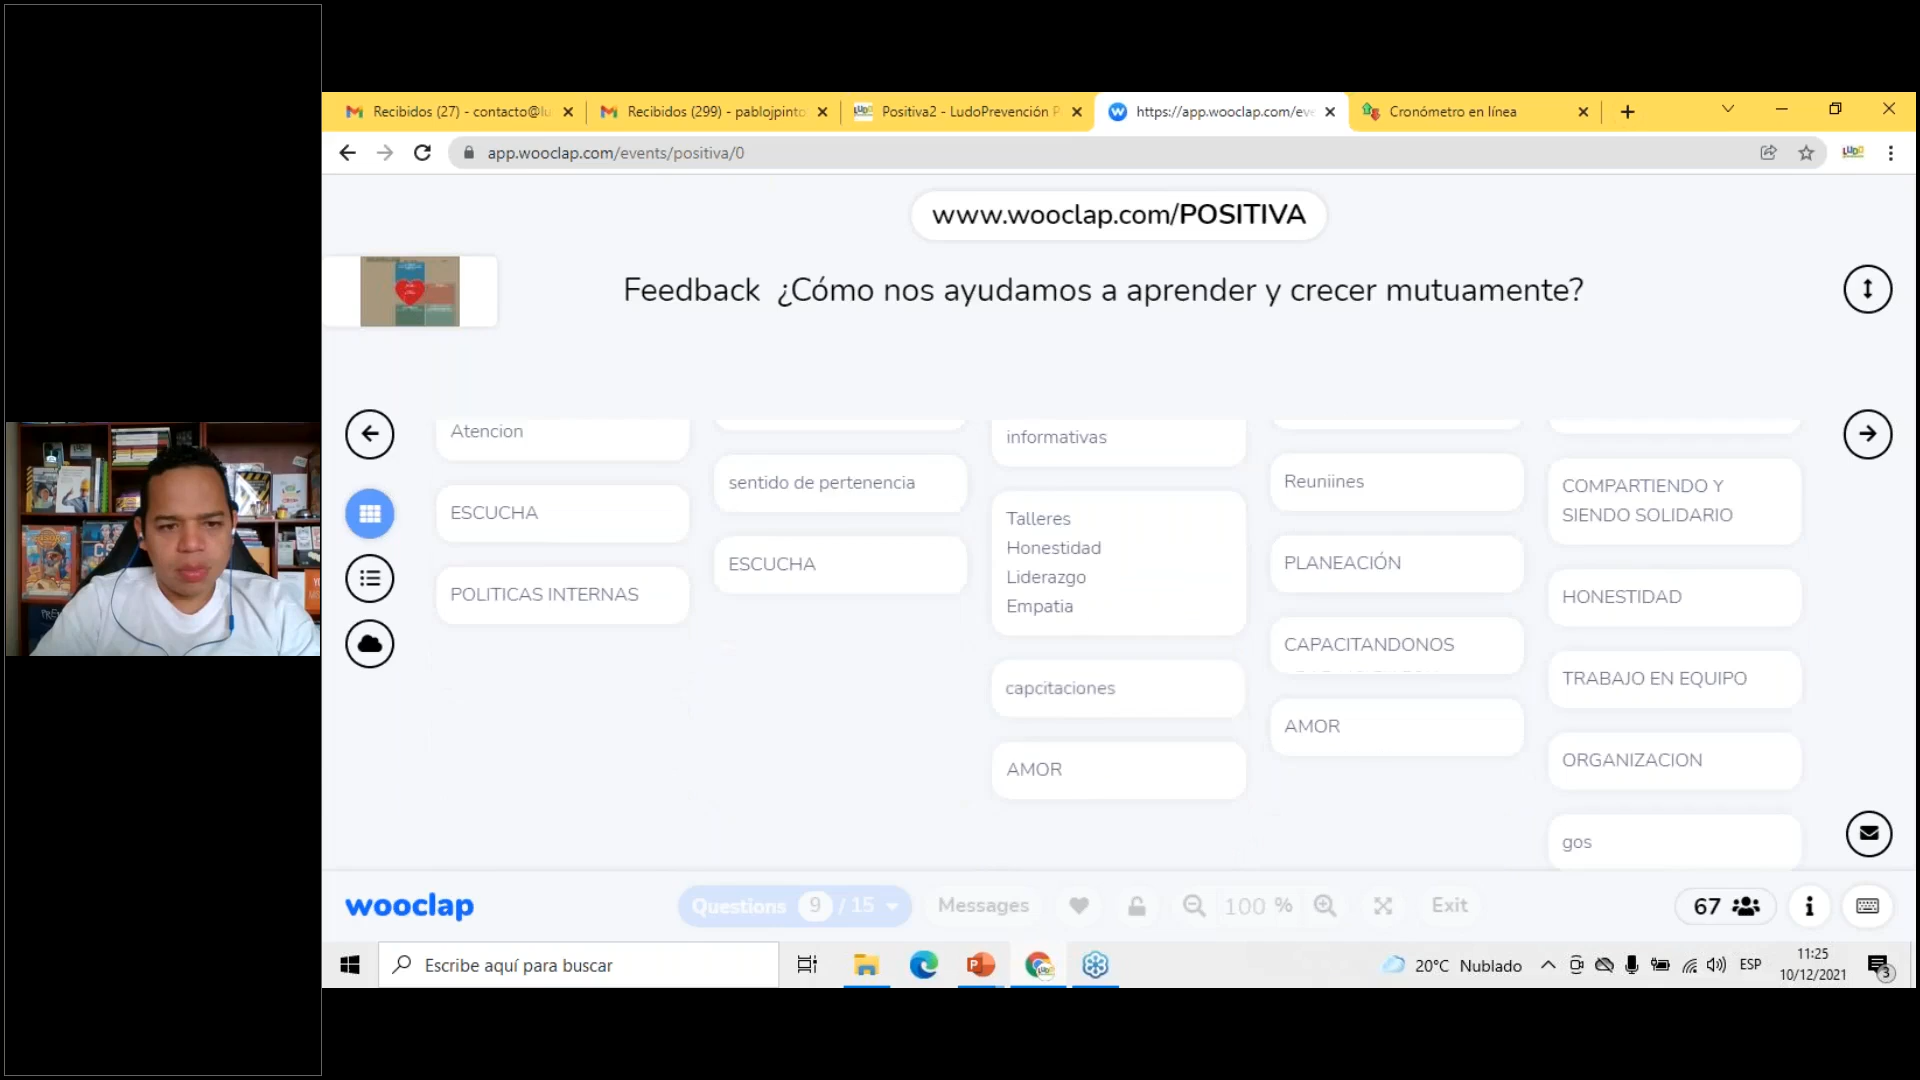 Recibidos (27) - contacto@lu
Recibidos (299) - pablojpinto
Positiva2 - LudoPrevención P
https://app.wooclap.com/eve
Cronómetro en línea
app.wooclap.com/events/positiva/0
www.wooclap.com/POSITIVA
Feedback ¿Cómo nos ayudamos a aprender y crecer mutuamente?
Atencion
ESCUCHA
POLITICAS INTERNAS
sentido de pertenencia
ESCUCHA
informativas
Talleres
Honestidad
Liderazgo
Empatia
capcitaciones
AMOR
Reuniines
PLANEACIÓN
CAPACITANDONOS
AMOR
COMPARTIENDO Y
SIENDO SOLIDARIO
HONESTIDAD
TRABAJO EN EQUIPO
ORGANIZACION
gos
wooclap
Questions 9 / 15
Messages
100 %
Exit
67
Escribe aquí para buscar
20°C Nublado
ESP
11:25
10/12/2021
3